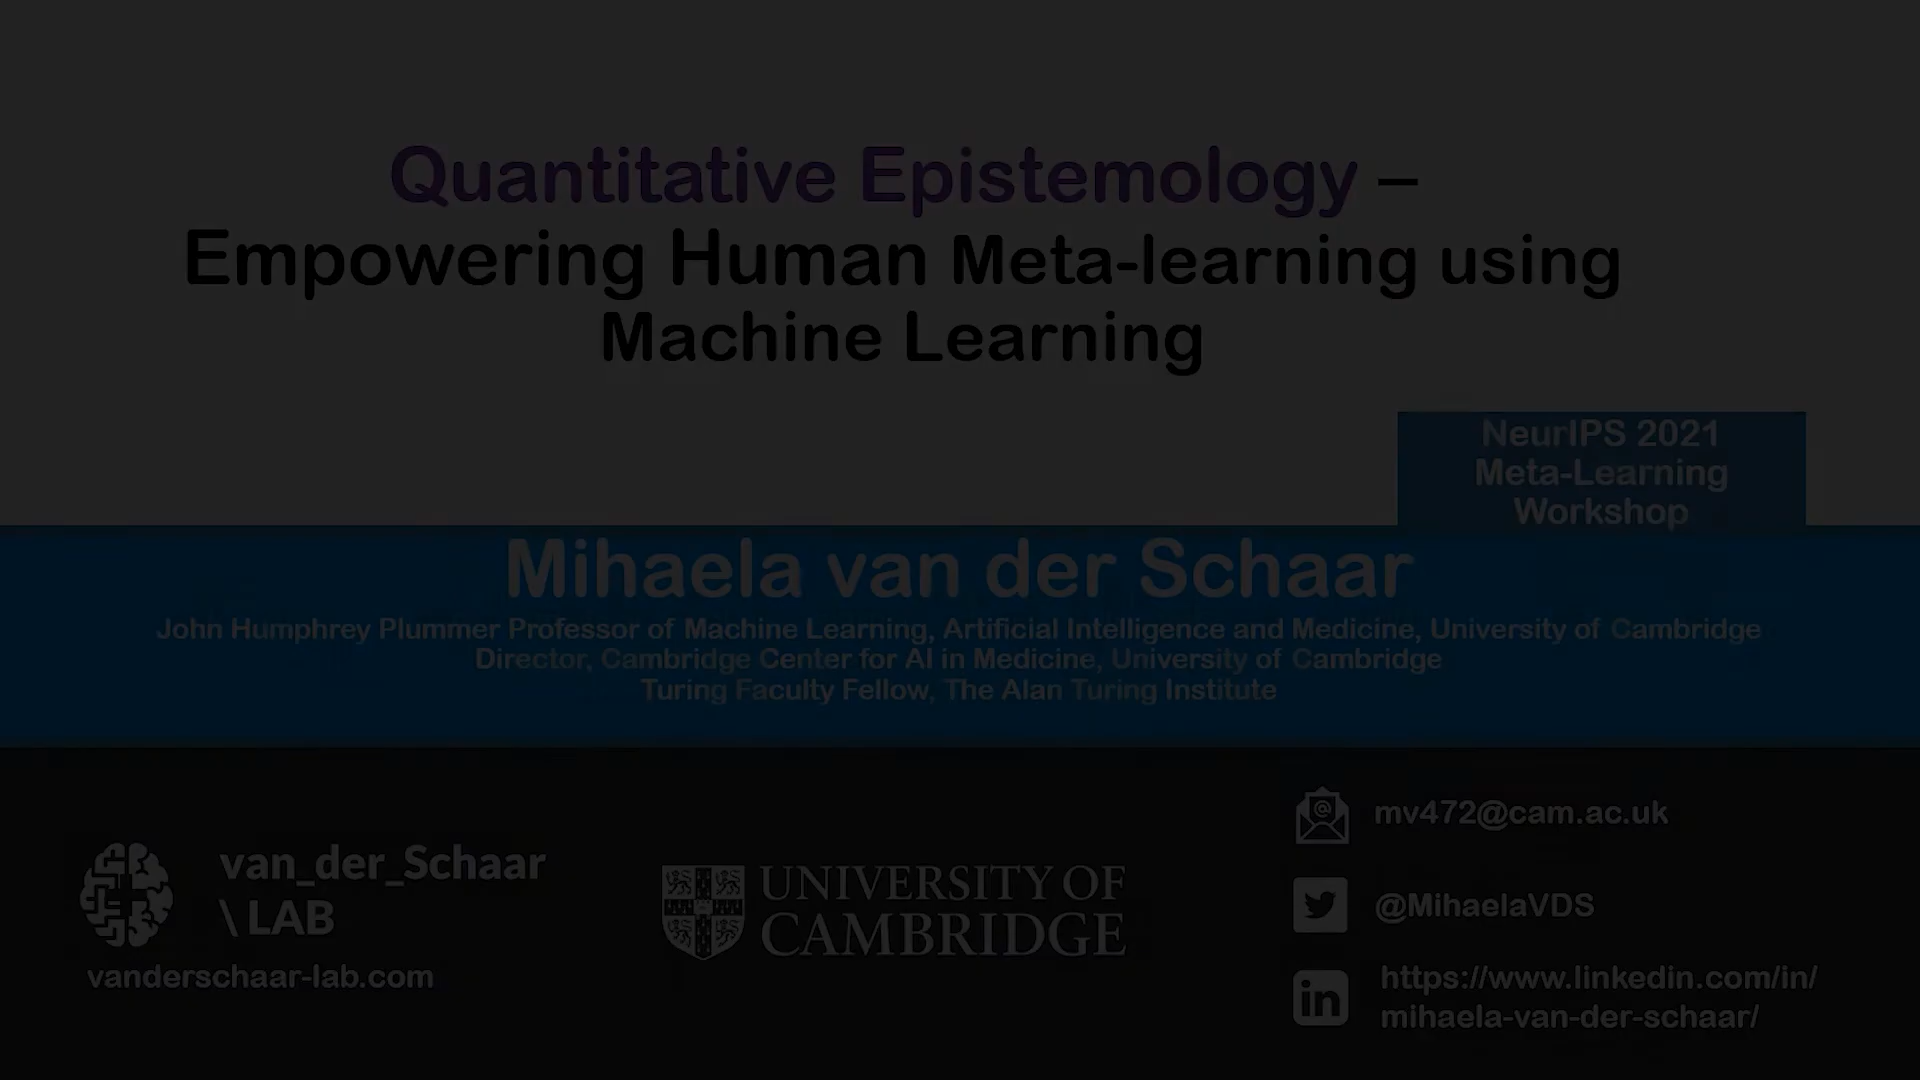 Quantitative Epistemology –
Empowering Human Meta-learning using
Machine Learning
NeurIPS 2021
Meta-Learning
Workshop
Mihaela van der Schaar
John Humphrey Plummer Professor of Machine Learning, Artificial Intelligence and Medicine, University of Cambridge
Director, Cambridge Center for AI in Medicine, University of Cambridge
Turing Faculty Fellow, The Alan Turing Institute
van_der_Schaar
\ LAB
vanderschaar-lab.com
UNIVERSITY OF
CAMBRIDGE
mv472@cam.ac.uk
@MihaelaVDS
in
https://www.linkedin.com/in/
mihaela-van-der-schaar/